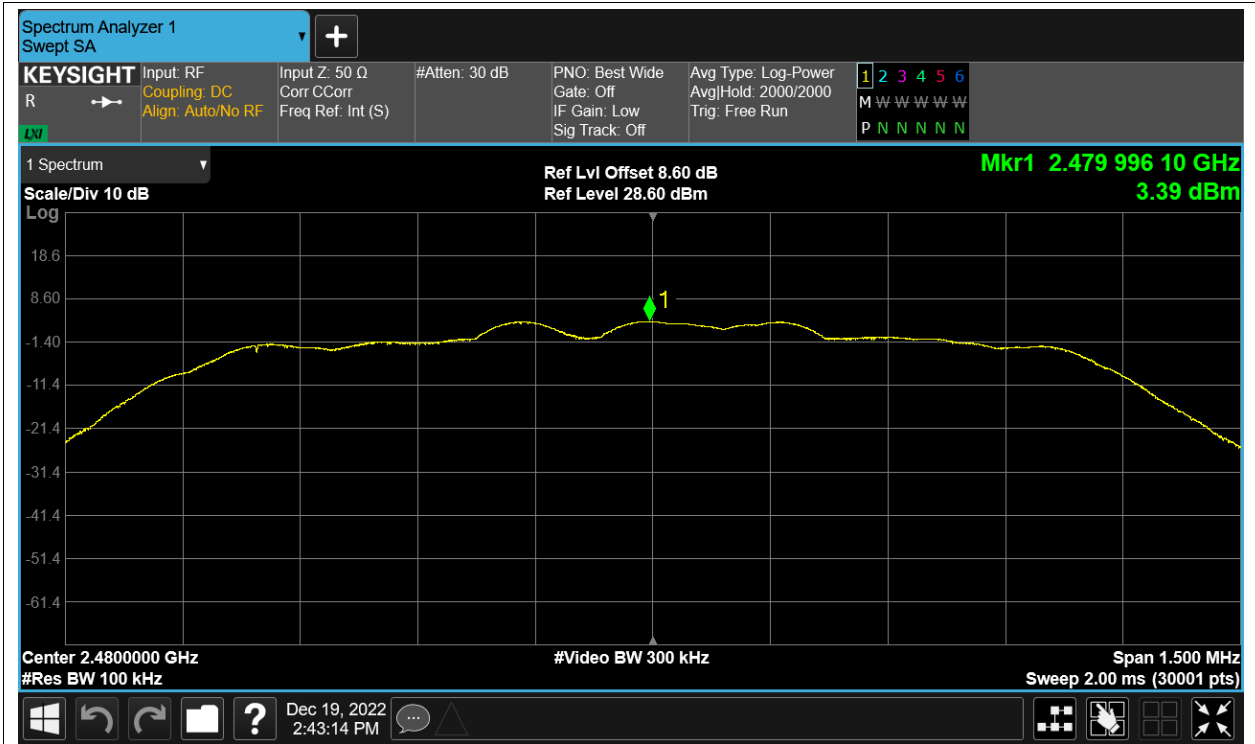 Spectrum Analyzer 1
Swept SA
KEYSIGHT
R
LXI
Input: RF
Coupling: DC
Align: Auto/No RF
Input Z: 50 Ω
Corr CCorr
Freq Ref: Int (S)
#Atten: 30 dB
PNO: Best Wide
Gate: Off
IF Gain: Low
Sig Track: Off
Avg Type: Log-Power
Avg|Hold: 2000/2000
Trig: Free Run
1 2 3 4 5 6
M W W W W W
P N N N N N
1 Spectrum
Scale/Div 10 dB
Log
Ref Lvl Offset 8.60 dB
Ref Level 28.60 dBm
Mkr1 2.479 996 10 GHz
3.39 dBm
18.6
8.60
1
-1.40
-11.4
-21.4
-31.4
-41.4
-51.4
-61.4
Center 2.4800000 GHz
#Video BW 300 kHz
Span 1.500 MHz
#Res BW 100 kHz
Sweep 2.00 ms (30001 pts)
?
Dec 19, 2022
2:43:14 PM